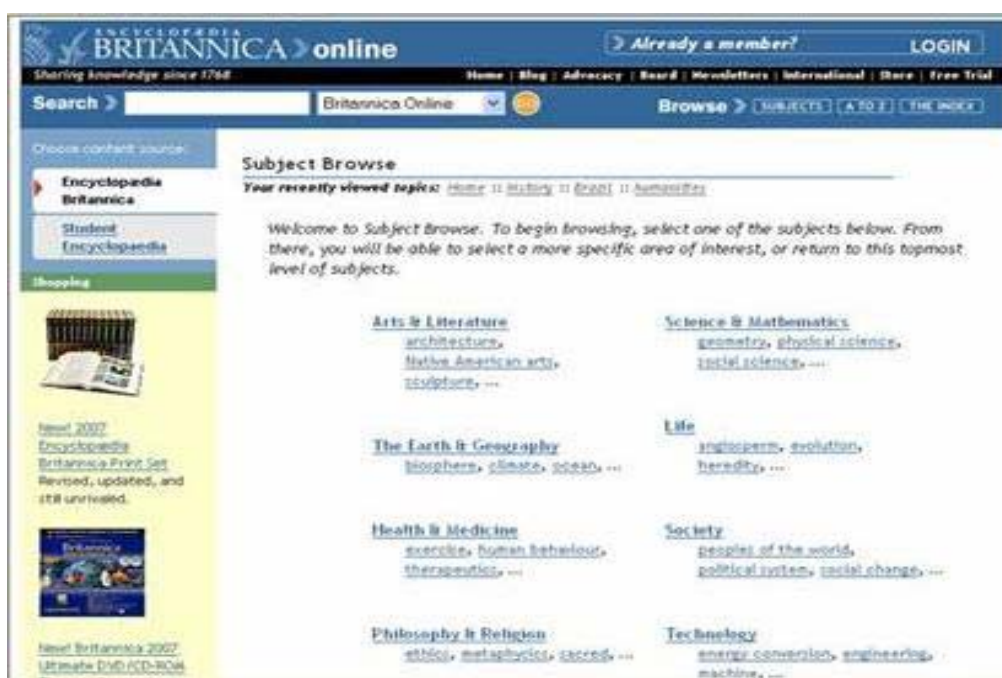 ENCYCLOPÆDIA
BRITANNICA online
Already a member? LOGIN
Sharing knowledge since 1768
Home | Blog | Advocacy | Board | Newsletters | International | Store | Free Trial
Search
Britannica Online
GO
Browse SUBJECTS A TO Z THE INDEX
Choose content source:
Encyclopædia
Britannica
Student
Encyclopaedia
Shopping
New! 2007
Encyclopædia
Britannica Print Set
Revised, updated, and
still unrivaled.
Britannica
New! Britannica 2007
Ultimate DVD/CD-ROM
Subject Browse
Your recently viewed topics: Home :: History :: Brazil :: humanities
Welcome to Subject Browse. To begin browsing, select one of the subjects below. From
there, you will be able to select a more specific area of interest, or return to this topmost
level of subjects.
Arts & Literature
architecture,
Native American arts,
sculpture, ...
Science & Mathematics
geometry, physical science,
social science, ...
The Earth & Geography
biosphere, climate, ocean, ...
Life
angiosperm, evolution,
heredity, ...
Health & Medicine
exercise, human behaviour,
therapeutics, ...
Society
peoples of the world,
political system, social change, ...
Philosophy & Religion
ethics, metaphysics, sacred, ...
Technology
energy conversion, engineering,
machine, ...